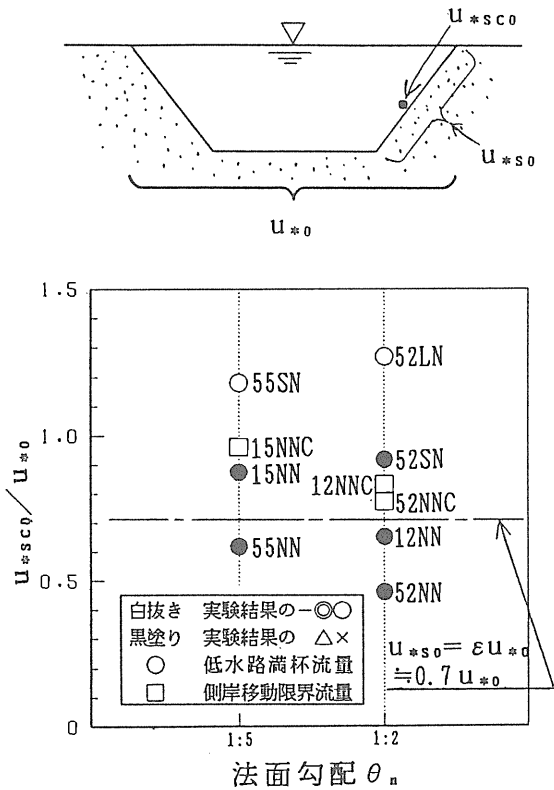 u*sc0
u*s0
u*0
1.5
1.0
0.5
0
u*sc0/u*0
55SN
15NNC
15NN
55NN
52LN
52SN
12NNC
52NNC
12NN
52NN
白抜き 実験結果の－◎○
黒塗り 実験結果の △×
○ 低水路満杯流量
□ 側岸移動限界流量
u*s0＝εu*0
≒0.7u*0
1:5
1:2
法面勾配θn